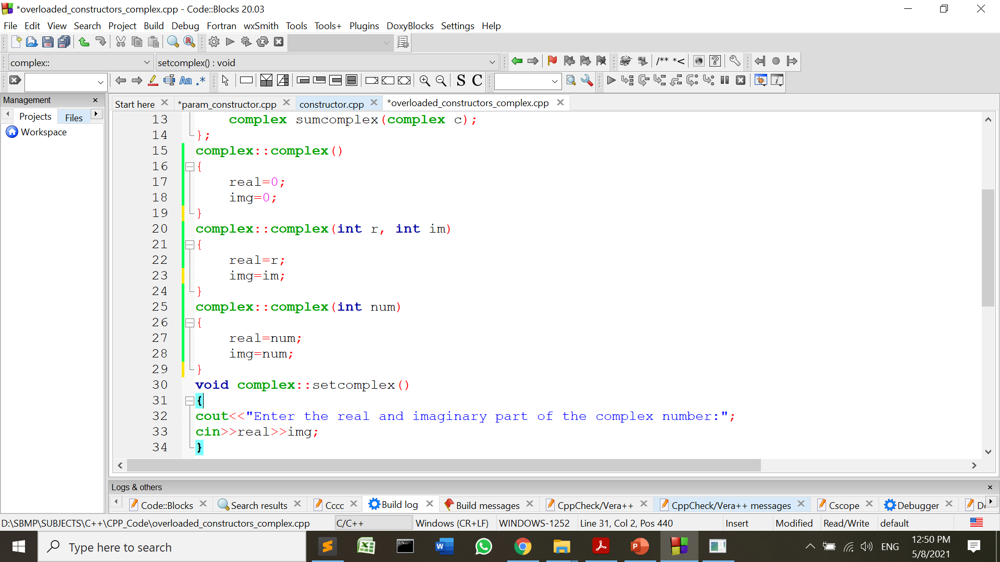 *overloaded_constructors_complex.cpp - Code::Blocks 20.03
File Edit View Search Project Build Debug Fortran wxSmith Tools Tools+ Plugins DoxyBlocks Settings Help
complex:: setcomplex() : void /** *<
Aa .* S C
Management
Projects Files
Workspace
Start here *param_constructor.cpp constructor.cpp *overloaded_constructors_complex.cpp
13 complex sumcomplex(complex c);
14 };
15 complex::complex()
16 {
17 real=0;
18 img=0;
19 }
20 complex::complex(int r, int im)
21 {
22 real=r;
23 img=im;
24 }
25 complex::complex(int num)
26 {
27 real=num;
28 img=num;
29 }
30 void complex::setcomplex()
31 {
32 cout<<"Enter the real and imaginary part of the complex number:";
33 cin>>real>>img;
34 }
Logs & others
Code::Blocks Search results Cccc Build log Build messages CppCheck/Vera++ CppCheck/Vera++ messages Cscope Debugger
D:\SBMP\SUBJECTS\C++\CPP_Code\overloaded_constructors_complex.cpp C/C++ Windows (CR+LF) WINDOWS-1252 Line 31, Col 2, Pos 440 Insert Modified Read/Write default
Type here to search
ENG
12:50 PM
5/8/2021